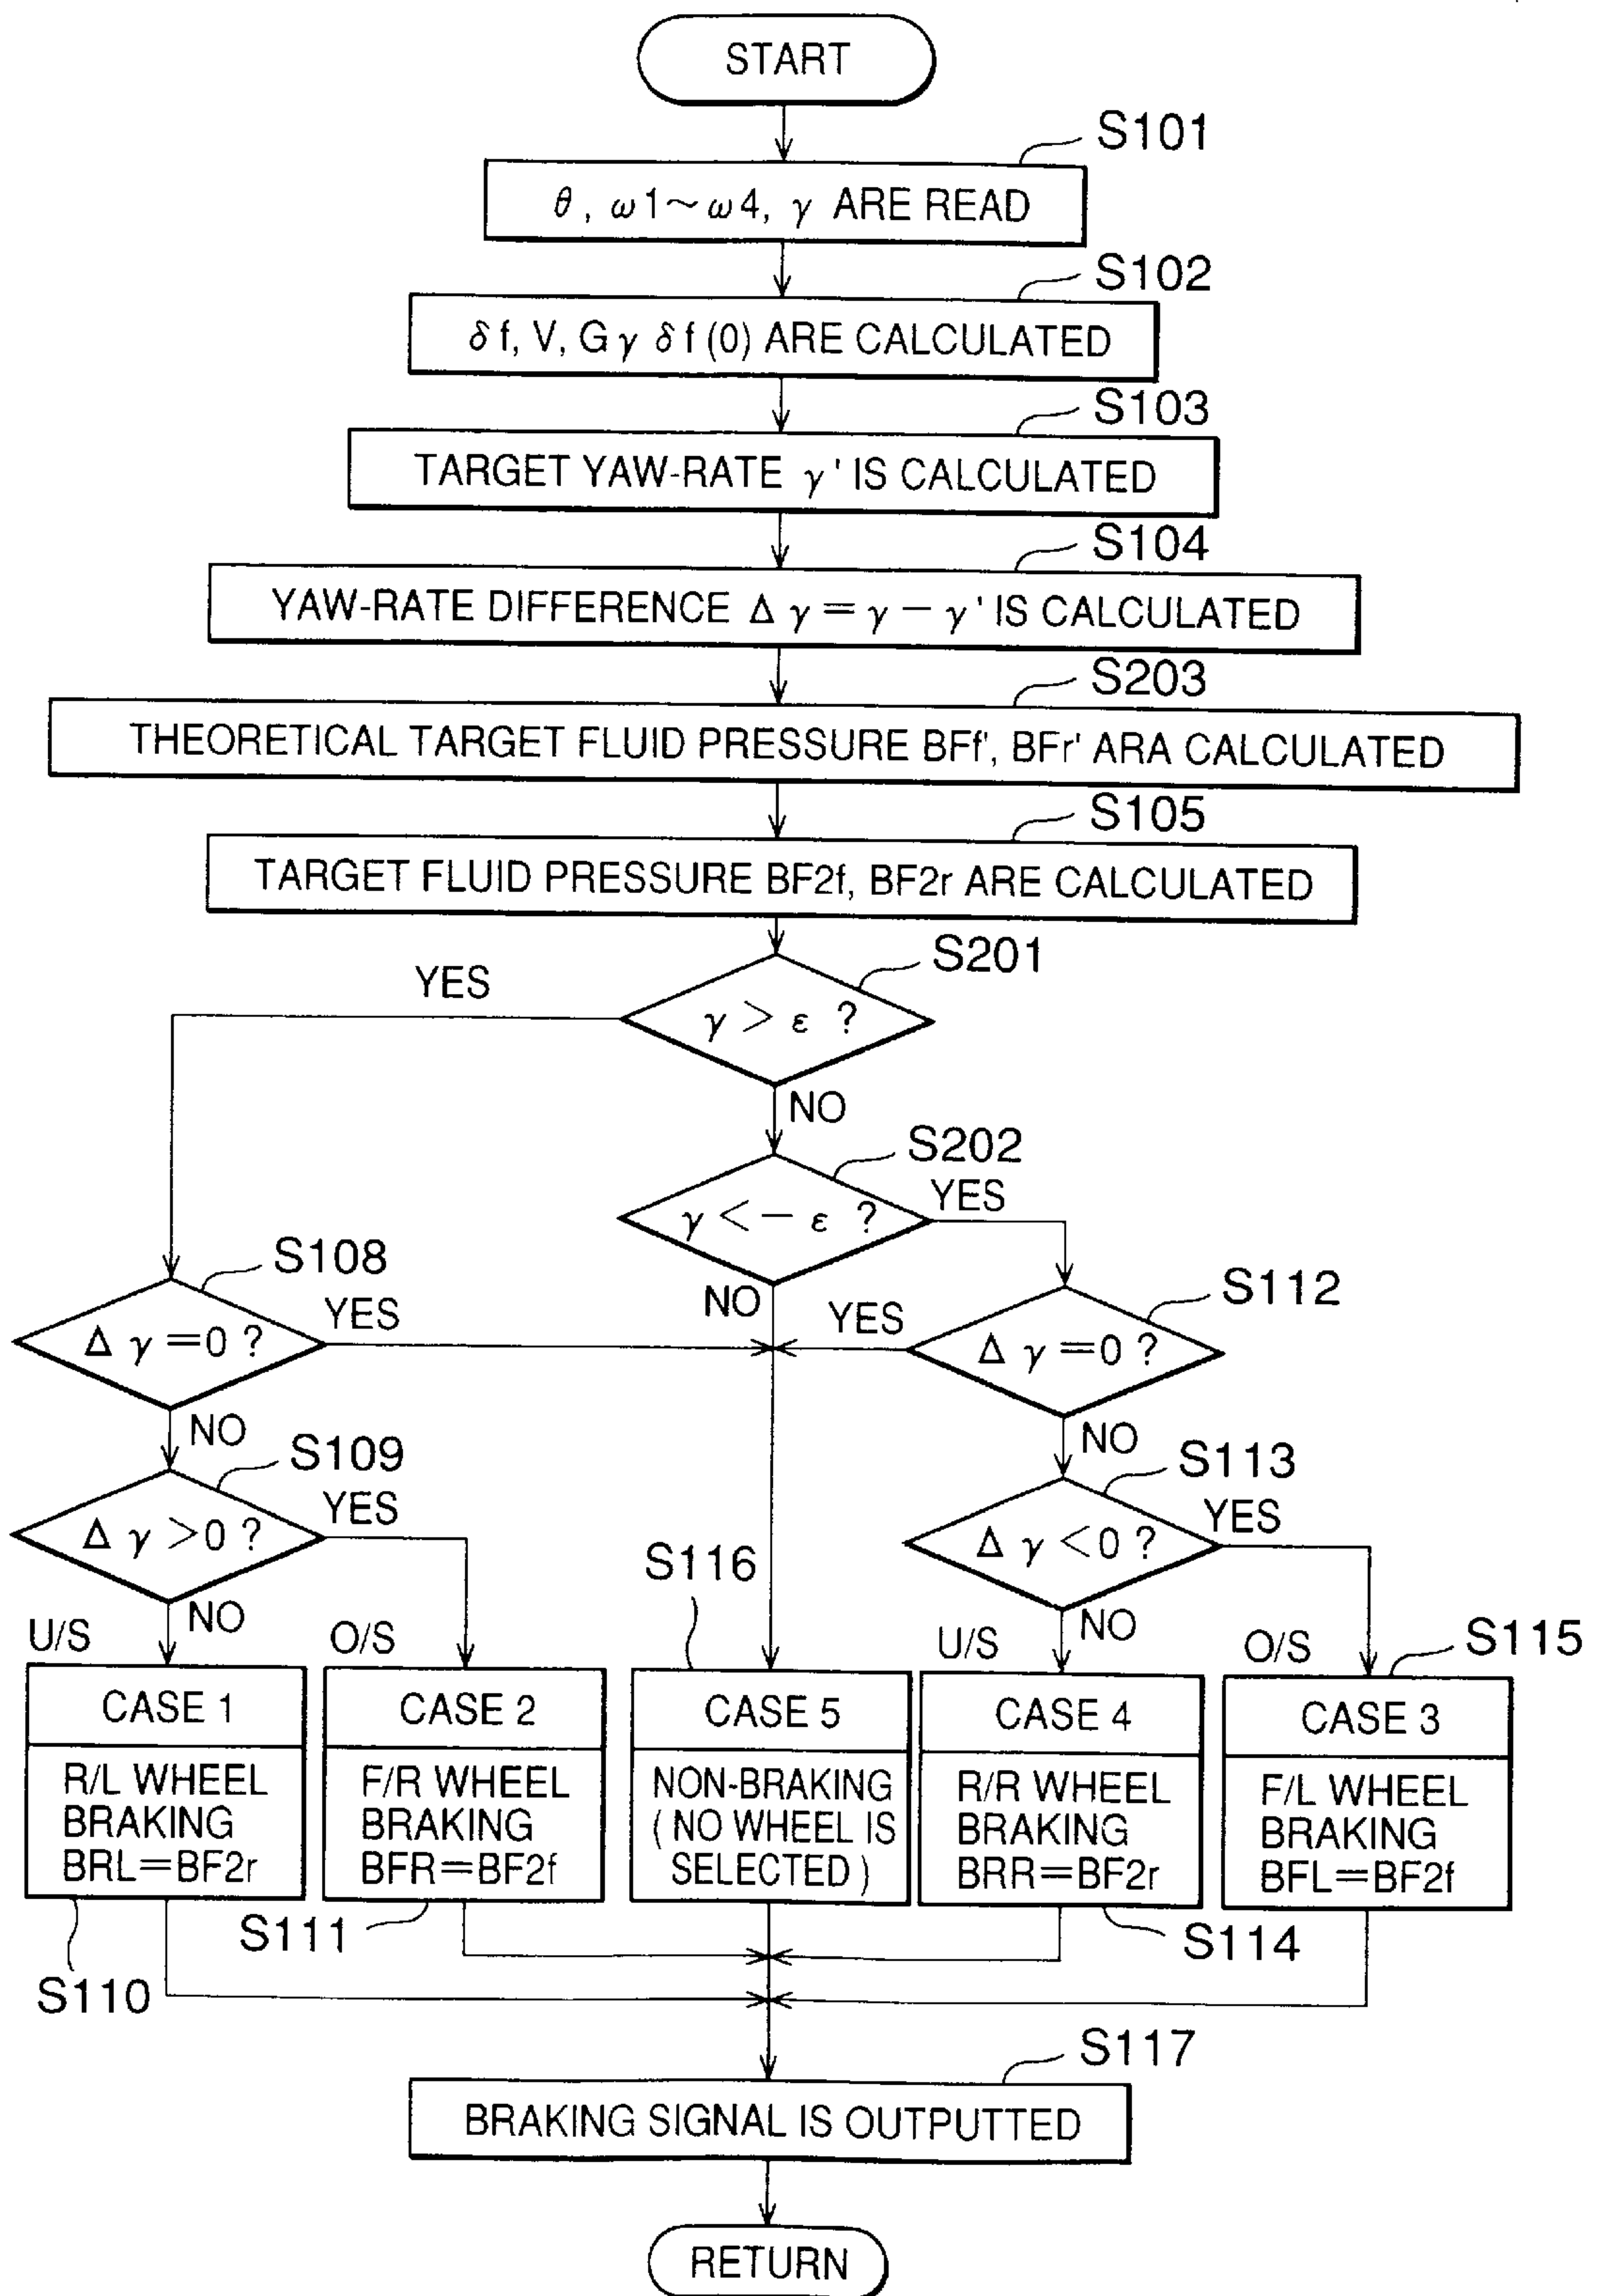 START
S101
θ, ω1~ω4, γ ARE READ
S102
δf, V, Gγδf(0) ARE CALCULATED
S103
TARGET YAW-RATE γ' IS CALCULATED
S104
YAW-RATE DIFFERENCE Δγ=γ-γ' IS CALCULATED
S203
THEORETICAL TARGET FLUID PRESSURE BFf', BFr' ARA CALCULATED
S105
TARGET FLUID PRESSURE BF2f, BF2r ARE CALCULATED
S201
YES
γ > ε ?
NO
S202
YES
γ < - ε ?
NO
S108
YES
Δγ=0 ?
NO
S112
YES
Δγ=0 ?
NO
S109
YES
Δγ>0 ?
NO
S113
YES
Δγ<0 ?
NO
S116
U/S
O/S
U/S
O/S
S115
CASE 1
R/L WHEEL
BRAKING
BRL=BF2r
S110
CASE 2
F/R WHEEL
BRAKING
BFR=BF2f
S111
CASE 5
NON-BRAKING
(NO WHEEL IS
SELECTED)
CASE 4
R/R WHEEL
BRAKING
BRR=BF2r
S114
CASE 3
F/L WHEEL
BRAKING
BFL=BF2f
S117
BRAKING SIGNAL IS OUTPUTTED
RETURN